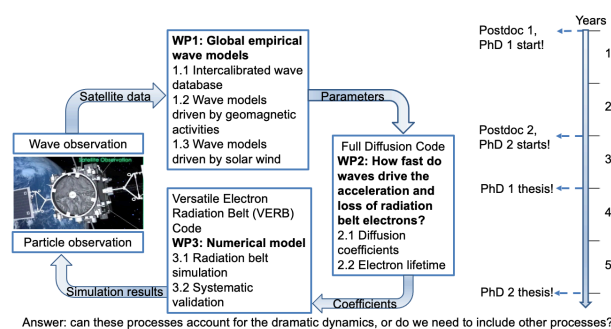 WP1: Global empirical
wave models
1.1 Intercalibrated wave
database
1.2 Wave models
driven by geomagnetic
activities
1.3 Wave models
driven by solar wind
Satellite data
Parameters
Wave observation
Satellite Observation
Particle observation
Full Diffusion Code
WP2: How fast do
waves drive the
acceleration and
loss of radiation
belt electrons?
2.1 Diffusion
coefficients
2.2 Electron lifetime
Versatile Electron
Radiation Belt (VERB)
Code
WP3: Numerical model
3.1 Radiation belt
simulation
3.2 Systematic
validation
Simulation results
Coefficients
Years
Postdoc 1,
PhD 1 start!
1
2
Postdoc 2,
PhD 2 starts!
3
PhD 1 thesis!
4
5
PhD 2 thesis!
Answer: can these processes account for the dramatic dynamics, or do we need to include other processes?